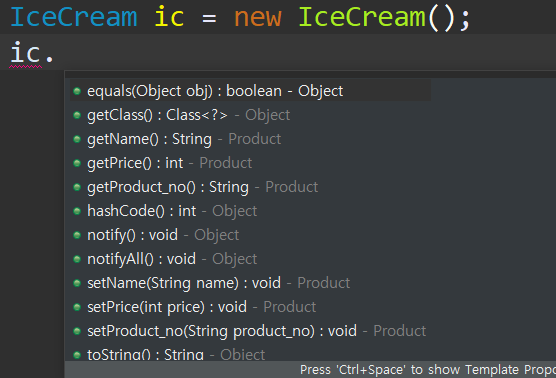 IceCream ic = new IceCream();
ic.
equals(Object obj) : boolean - Object
getClass() : Class<?> - Object
getName() : String - Product
getPrice() : int - Product
getProduct_no() : String - Product
hashCode() : int - Object
notify() : void - Object
notifyAll() : void - Object
setName(String name) : void - Product
setPrice(int price) : void - Product
setProduct_no(String product_no) : void - Product
toString() : String - Object
Press 'Ctrl+Space' to show Template Propo